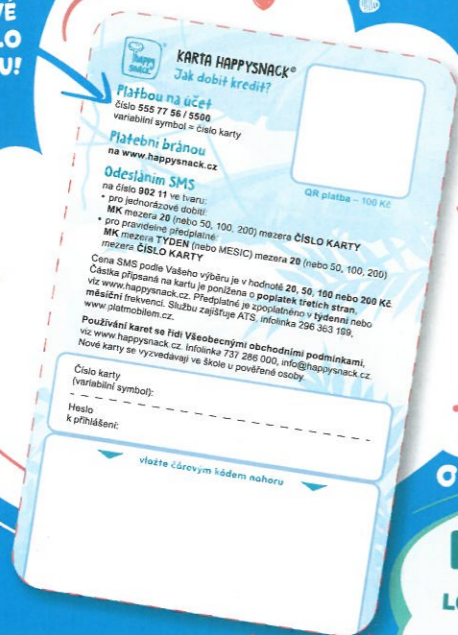 VÉ
LO
U!
happy
snack
KARTA HAPPYSNACK®
Jak dobít kredit?
Platbou na účet
číslo 555 77 56 / 5500
variabilní symbol = číslo karty
Platební bránou
na www.happysnack.cz
QR platba – 100 Kč
Odesláním SMS
na číslo 902 11 ve tvaru:
• pro jednorázové dobití:
MK mezera 20 (nebo 50, 100, 200) mezera ČÍSLO KARTY
• pro pravidelné předplatné:
MK mezera TYDEN (nebo MESIC) mezera 20 (nebo 50, 100, 200)
mezera ČÍSLO KARTY
Cena SMS podle Vašeho výběru je v hodnotě 20, 50, 100 nebo 200 Kč.
Částka připsaná na kartu je ponížena o poplatek třetích stran,
viz www.happysnack.cz. Předplatné je zpoplatněno v týdenní nebo
měsíční frekvenci. Službu zajišťuje ATS, infolinka 296 363 199,
www.platmobilem.cz.
Používání karet se řídí Všeobecnými obchodními podmínkami,
viz www.happysnack.cz. Infolinka 737 286 000, info@happysnack.cz
Nové karty se vyzvedávají ve škole u pověřené osoby.
Číslo karty
(variabilní symbol):
Heslo
k přihlášení:
vložte čárovým kódem nahoru